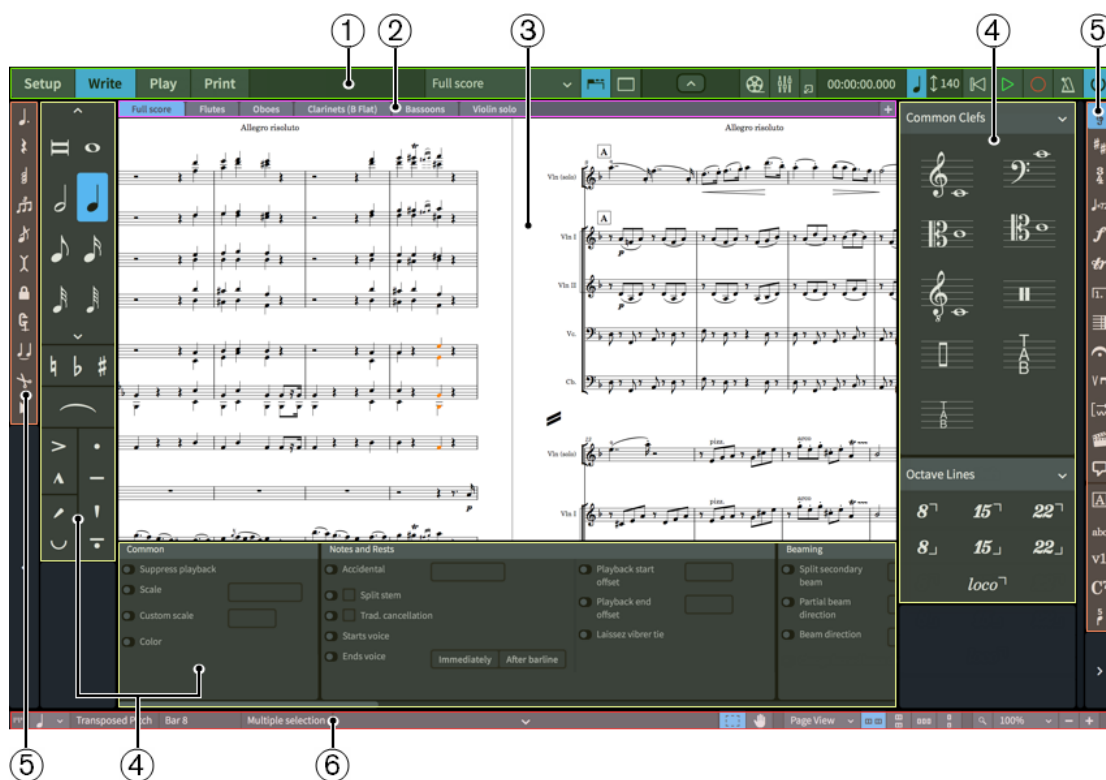 1 2 3 4 5
Setup Write Play Print Full score 00:00:00.000 140
Full score Flutes Oboes Clarinets (B Flat) Bassoons Violin solo +
Common Clefs
Allegro risoluto Allegro risoluto
A
Vln (solo)
A
Vln I
p
Vln II
p
Vc.
Cb.
T
A
B
T
A
B
Vln (solo) pizz. arco
Vln I pizz. arco
p
Octave Lines
8 15 22
8 15 22
loco
1.
A
abc
v1
Common
Suppress playback
Scale
Custom scale
Color
Notes and Rests
Accidental
Split stem
Trad. cancellation
Starts voice
Ends voice Immediately After barline
Playback start
offset
Playback end
offset
Laissez vibrer tie
Beaming
Split secondary
beam
Partial beam
direction
Beam direction
Transposed Pitch Bar 8 Multiple selection Page View 100%
5 4 6